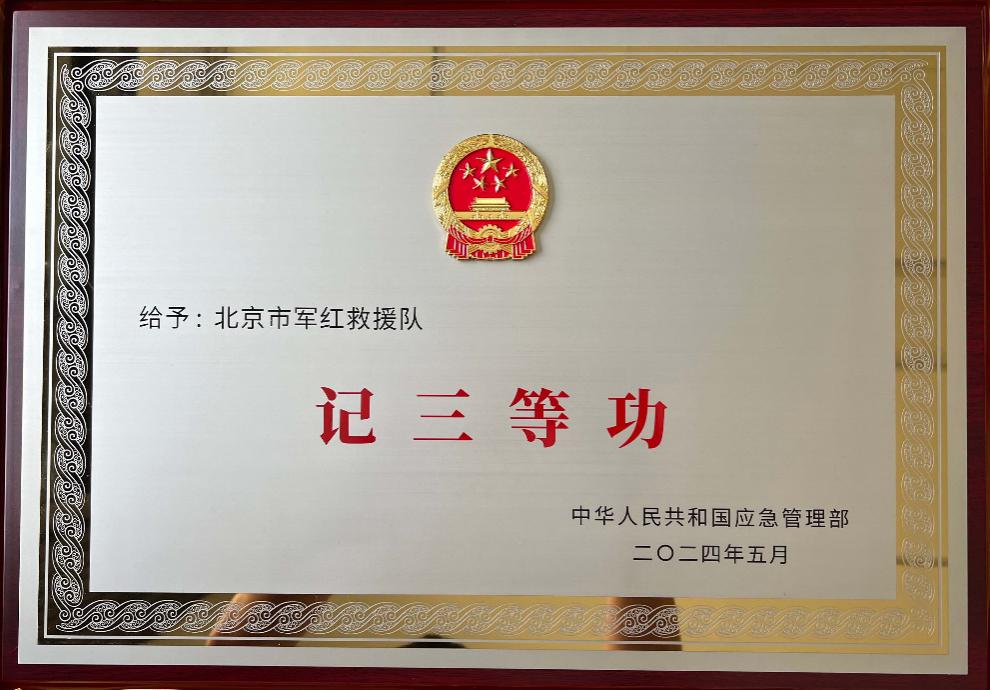 给予：北京市军红救援队
记三等功
中华人民共和国应急管理部
二〇二四年五月